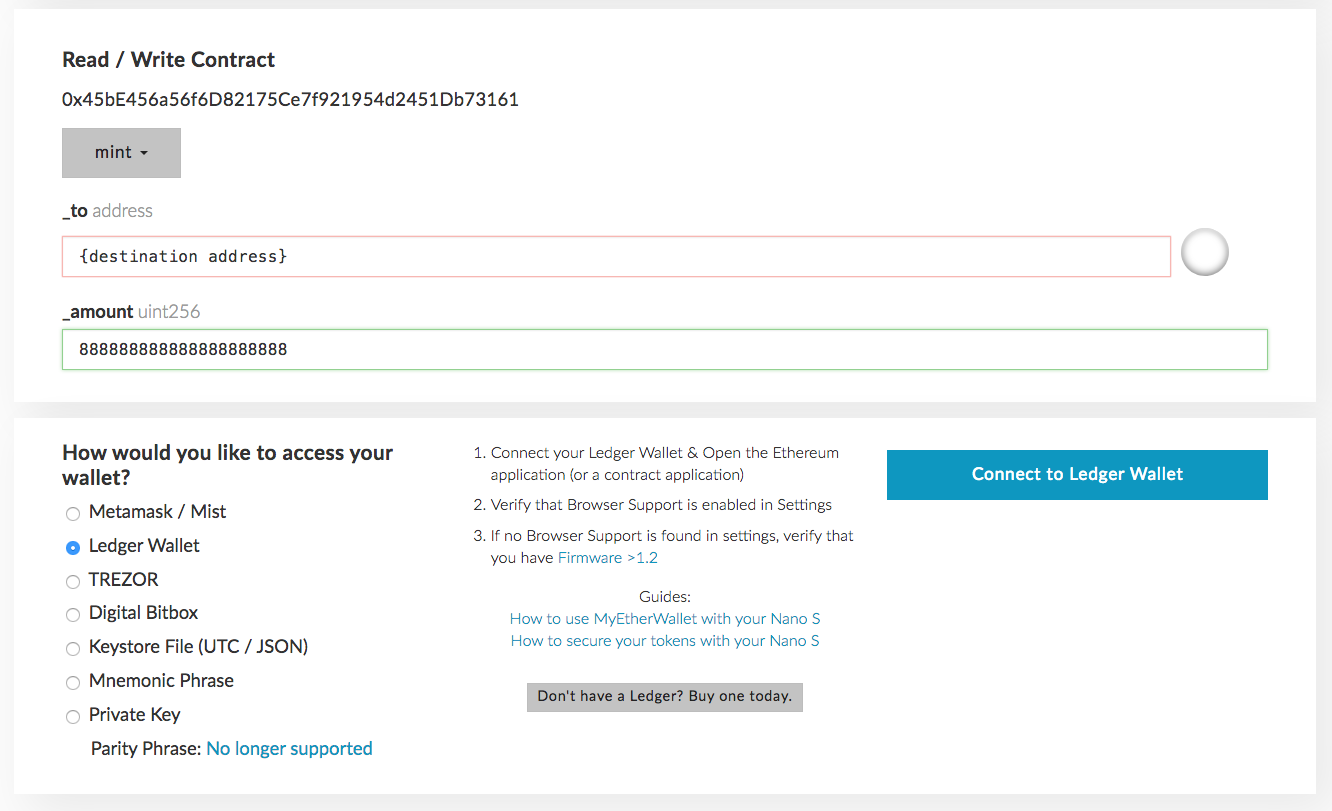 Read / Write Contract
0x45bE456a56f6D82175Ce7f921954d2451Db73161
mint
_to address
{destination address}
_amount uint256
888888888888888888888
How would you like to access your
wallet?
Metamask / Mist
Ledger Wallet
TREZOR
Digital Bitbox
Keystore File (UTC / JSON)
Mnemonic Phrase
Private Key
Parity Phrase: No longer supported
1. Connect your Ledger Wallet & Open the Ethereum
application (or a contract application)
2. Verify that Browser Support is enabled in Settings
3. If no Browser Support is found in settings, verify that
you have Firmware >1.2
Guides:
How to use MyEtherWallet with your Nano S
How to secure your tokens with your Nano S
Don't have a Ledger? Buy one today.
Connect to Ledger Wallet